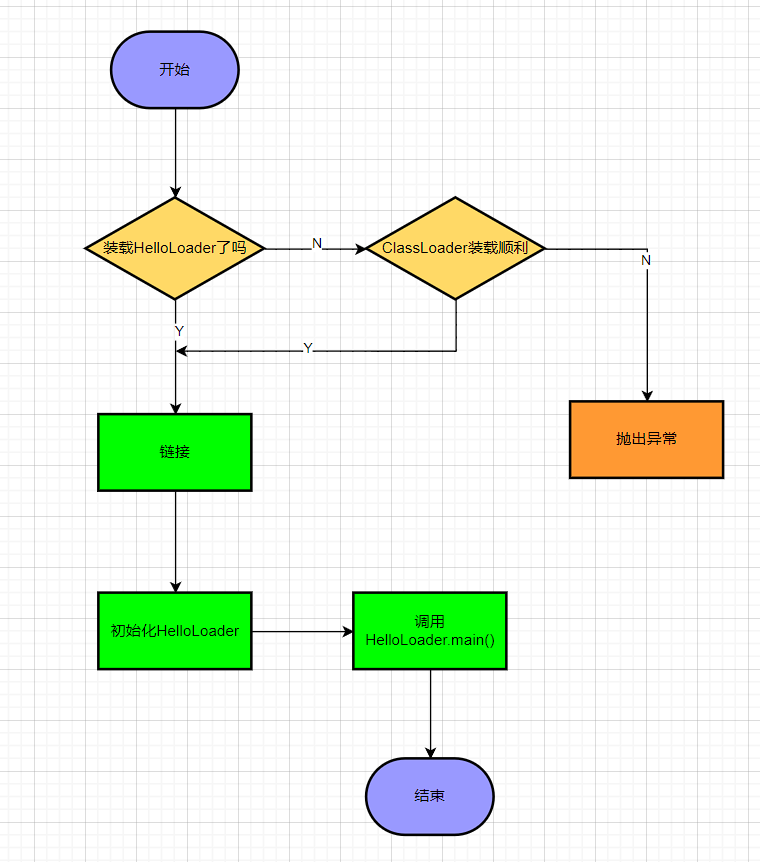 开始
装载HelloLoader了吗
N
ClassLoader装载顺利
N
Y
Y
链接
抛出异常
初始化HelloLoader
调用
HelloLoader.main()
结束